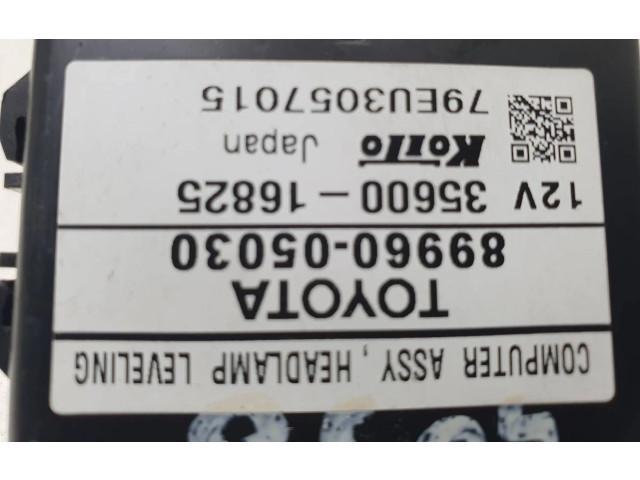 COMPUTER ASSY, HEADLAMP LEVELING
TOYOTA
89960-05030
12V 35600-16825
Koito Japan
79EU3057015